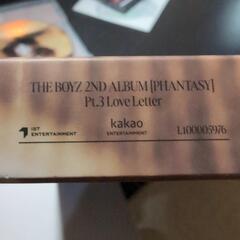 THE BOYZ 2ND ALBUM [PHANTASY]
Pt.3 Love Letter
IST ENTERTAINMENT
kakao ENTERTAINMENT
L100005976